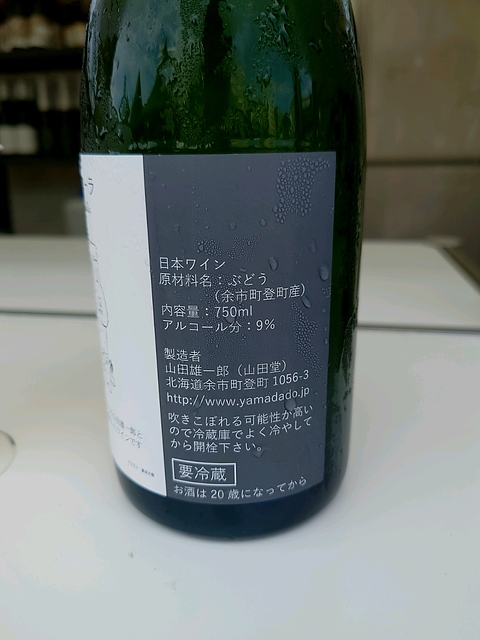 ーラ
日本ワイン
原材料名：ぶどう
（余市町登町産）
内容量：750ml
アルコール分：9%
製造者
山田雄一郎（山田堂）
北海道余市町登町 1056-3
http://www.yamadado.jp
吹きこぼれる可能性が高い
ので冷蔵庫でよく冷やして
から開栓下さい。
要冷蔵
お酒は 20 歳になってから